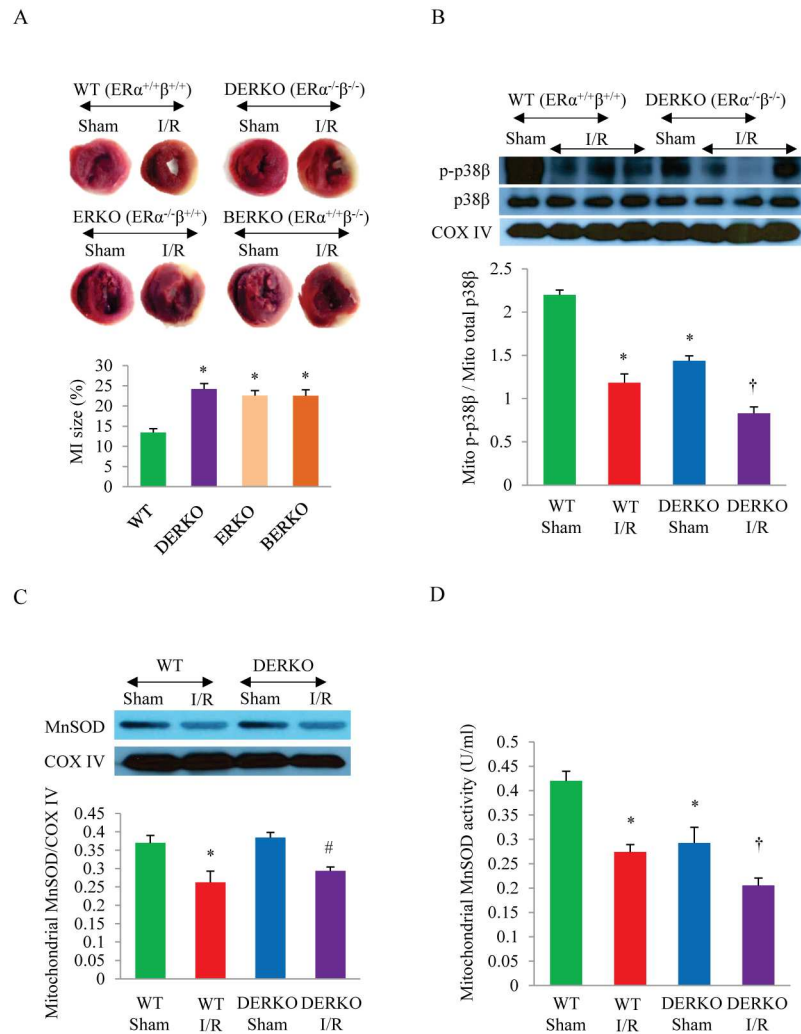 A
WT (ERα+/+β+/+)
DERKO (ERα-/-β-/-)
Sham I/R Sham I/R
ERKO (ERα-/-β+/+)
BERKO (ERα+/+β-/-)
Sham I/R Sham I/R
MI size (%)
30
25
20
15
10
5
0
* * *
WT DERKO ERKO BERKO
B
WT (ERα+/+β+/+)
DERKO (ERα-/-β-/-)
Sham I/R Sham I/R
p-p38β
p38β
COX IV
Mito p-p38β / Mito total p38β
2.5
2
1.5
1
0.5
0
* * †
WT WT DERKO DERKO
Sham I/R Sham I/R
C
WT DERKO
Sham I/R Sham I/R
MnSOD
COX IV
Mitochondrial MnSOD/COX IV
0.45
0.4
0.35
0.3
0.25
0.2
0.15
0.1
0.05
0
* #
WT WT DERKO DERKO
Sham I/R Sham I/R
D
Mitochondrial MnSOD activity (U/ml)
0.5
0.45
0.4
0.35
0.3
0.25
0.2
0.15
0.1
0.05
0
* * †
WT WT DERKO DERKO
Sham I/R Sham I/R